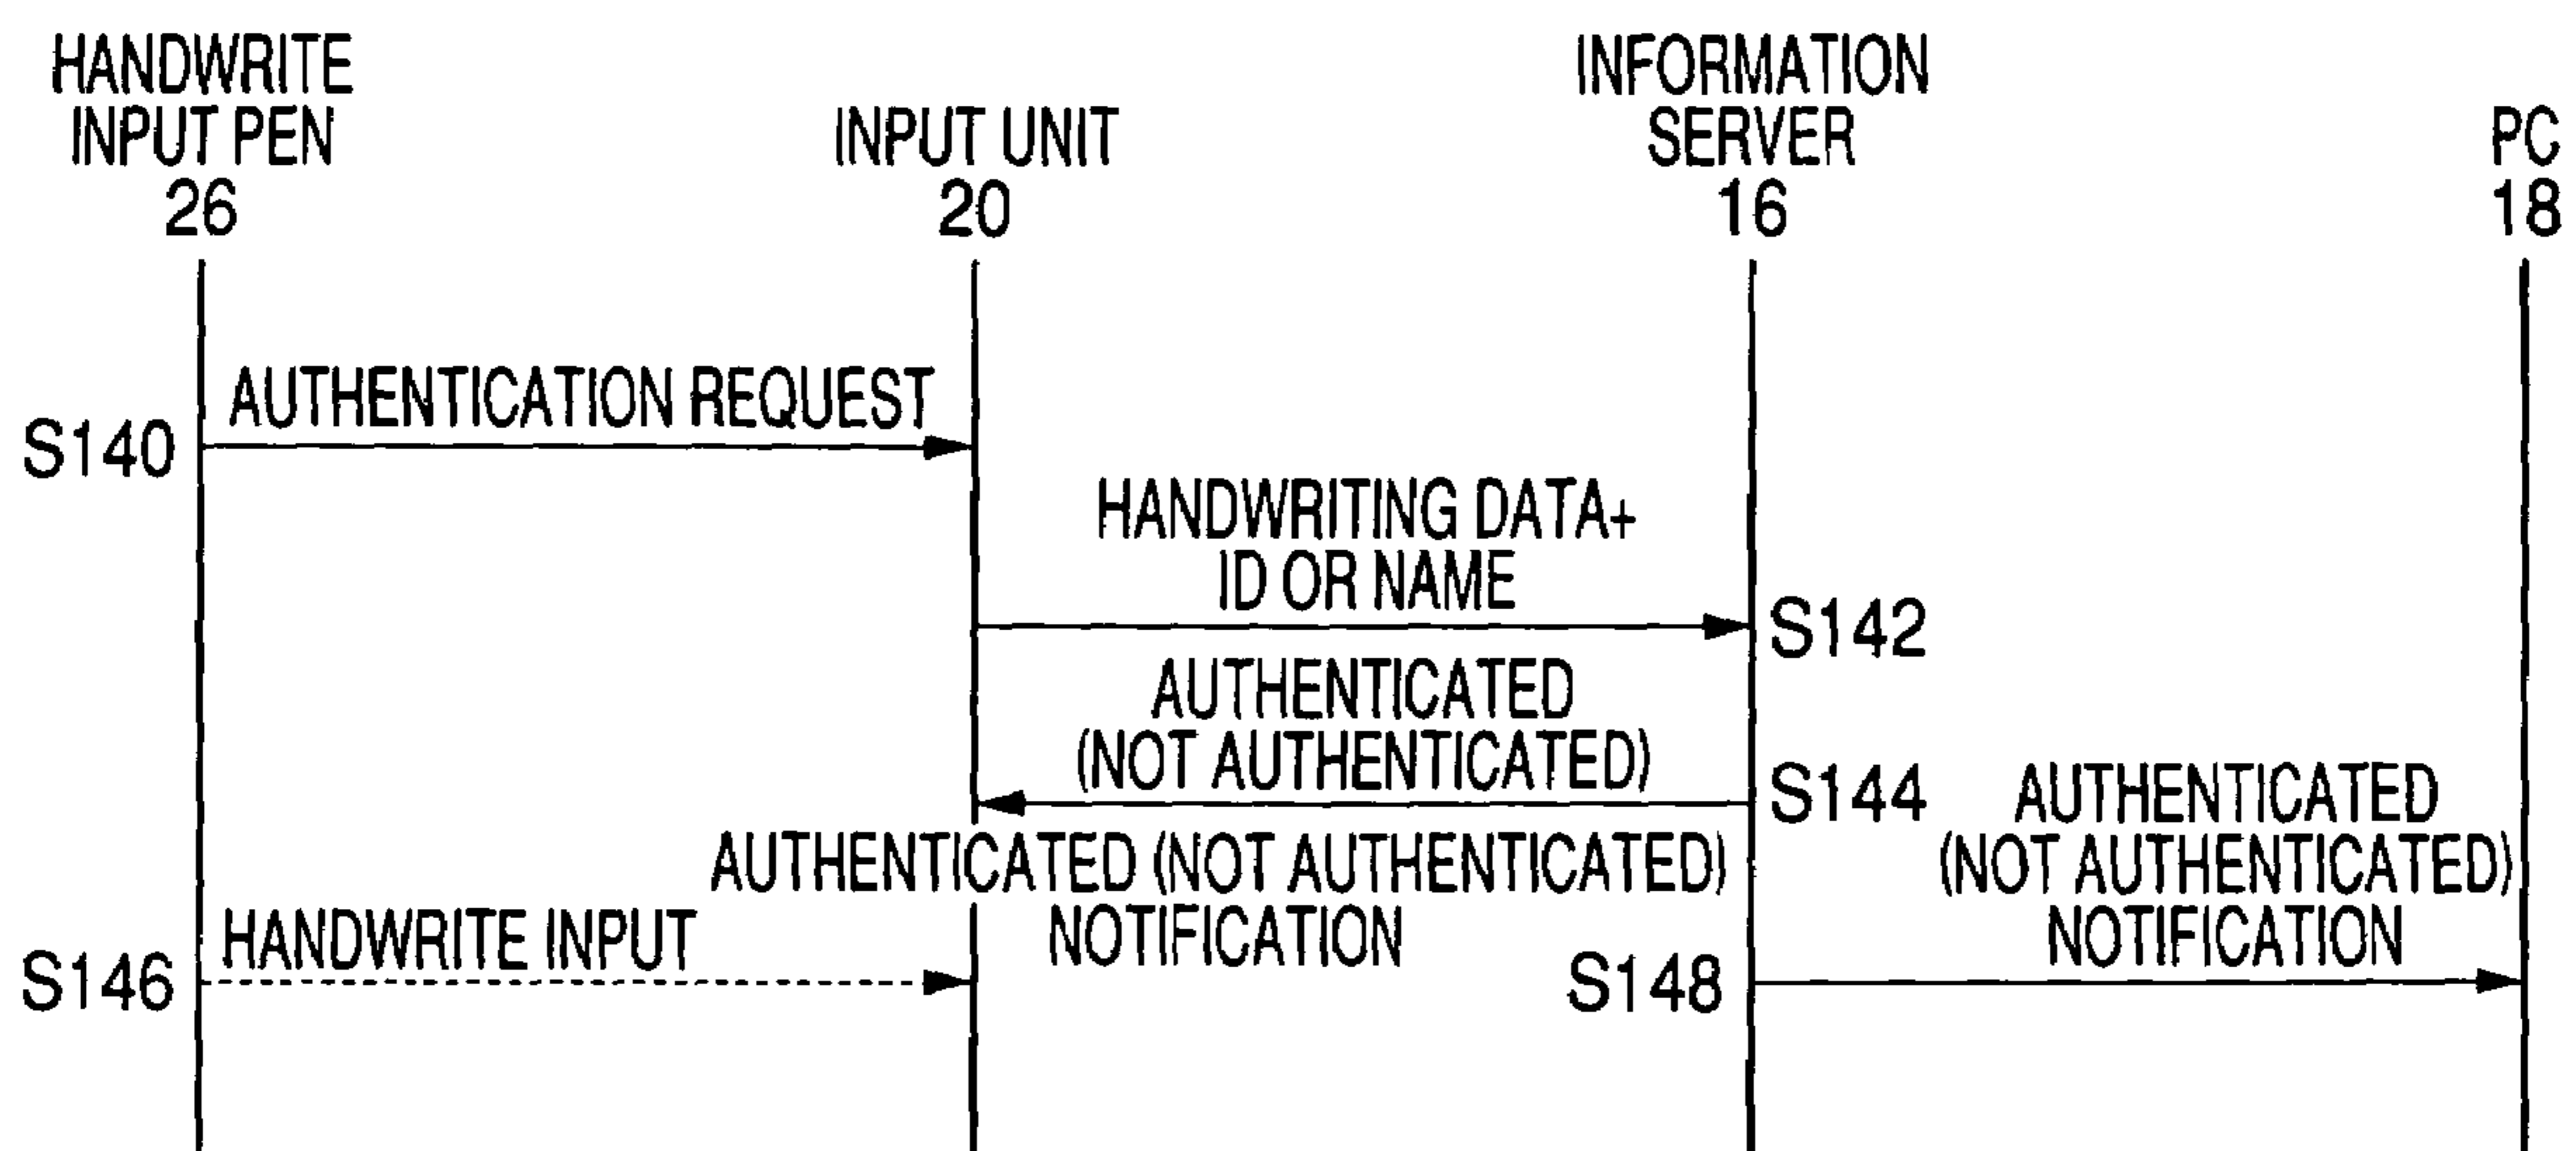 HANDWRITE
INPUT PEN
26
INPUT UNIT
20
INFORMATION
SERVER
16
PC
18
AUTHENTICATION REQUEST
S140
HANDWRITING DATA+
ID OR NAME
S142
AUTHENTICATED
(NOT AUTHENTICATED)
S144
AUTHENTICATED (NOT AUTHENTICATED)
NOTIFICATION
HANDWRITE INPUT
S146
AUTHENTICATED
(NOT AUTHENTICATED)
NOTIFICATION
S148